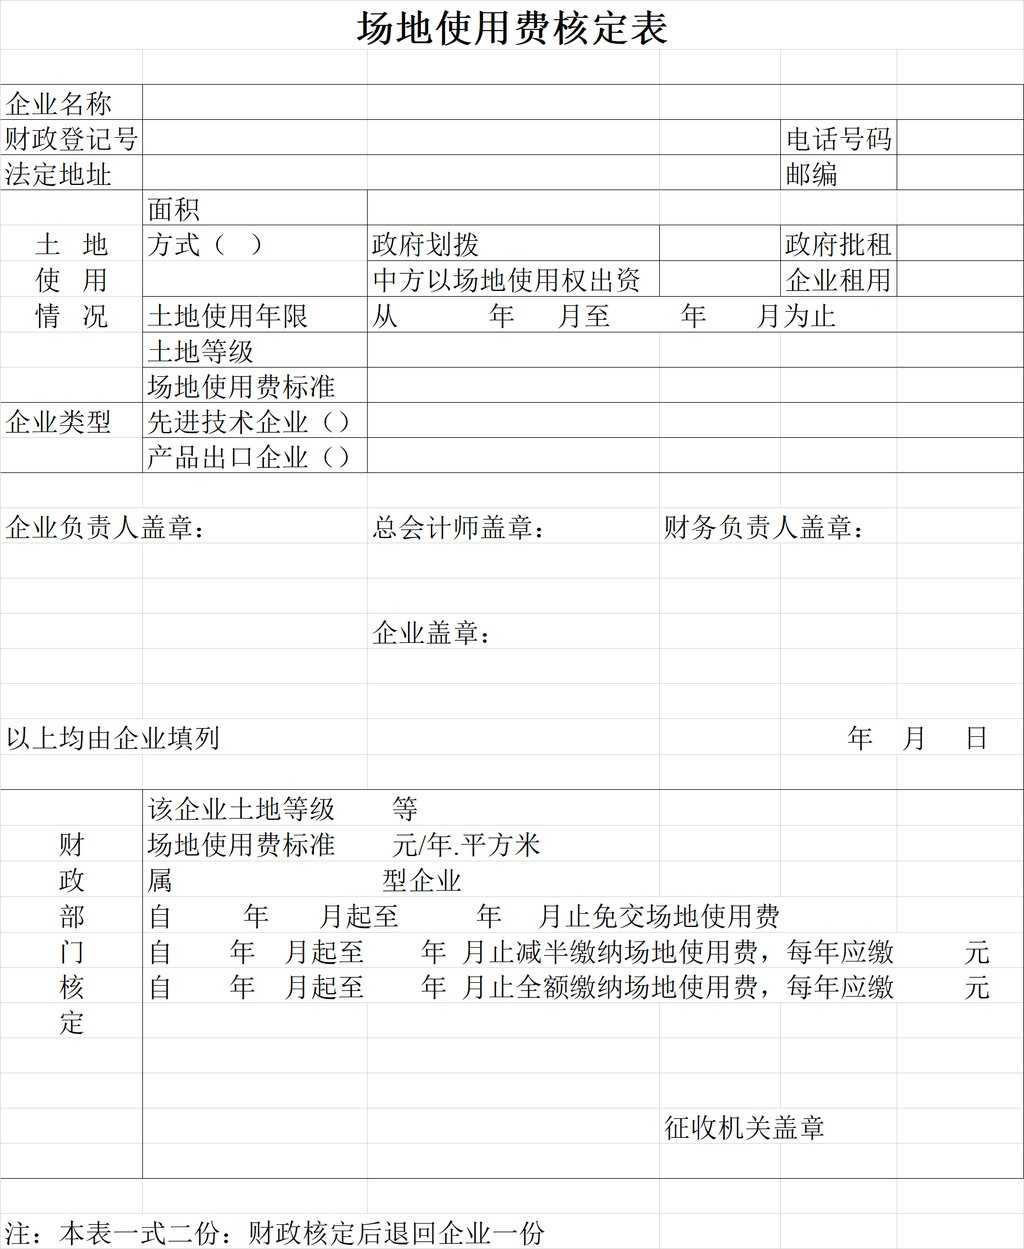 场地使用费核定表
企业名称
财政登记号 电话号码
法定地址 邮编
面积
土 地 方式（ ） 政府划拨 政府批租
使 用 中方以场地使用权出资 企业租用
情 况 土地使用年限 从 年 月至 年 月为止
土地等级
场地使用费标准
企业类型 先进技术企业（）
产品出口企业（）
企业负责人盖章： 总会计师盖章： 财务负责人盖章：
企业盖章：
以上均由企业填列 年 月 日
该企业土地等级 等
财 场地使用费标准 元/年.平方米
政 属 型企业
部 自 年 月起至 年 月止免交场地使用费
门 自 年 月起至 年 月止减半缴纳场地使用费，每年应缴 元
核 自 年 月起至 年 月止全额缴纳场地使用费，每年应缴 元
定
征收机关盖章
注：本表一式二份：财政核定后退回企业一份